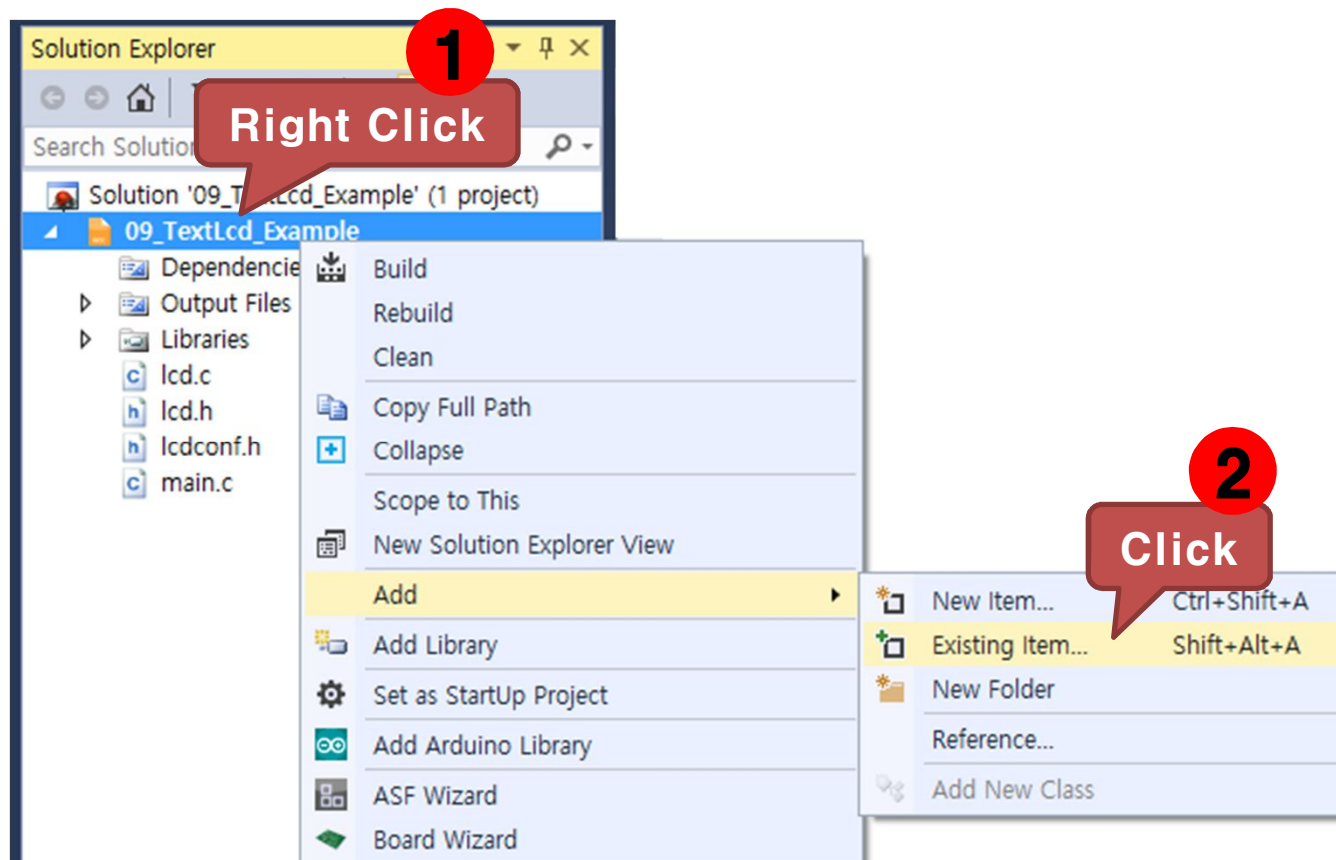 Solution Explorer
1
Right Click
Search Solution
Solution '09_TextLcd_Example' (1 project)
09_TextLcd_Example
Dependencie
Output Files
Libraries
lcd.c
lcd.h
lcdconf.h
main.c
Build
Rebuild
Clean
Copy Full Path
Collapse
Scope to This
New Solution Explorer View
Add
Add Library
Set as StartUp Project
Add Arduino Library
ASF Wizard
Board Wizard
2
Click
New Item... Ctrl+Shift+A
Existing Item... Shift+Alt+A
New Folder
Reference...
Add New Class